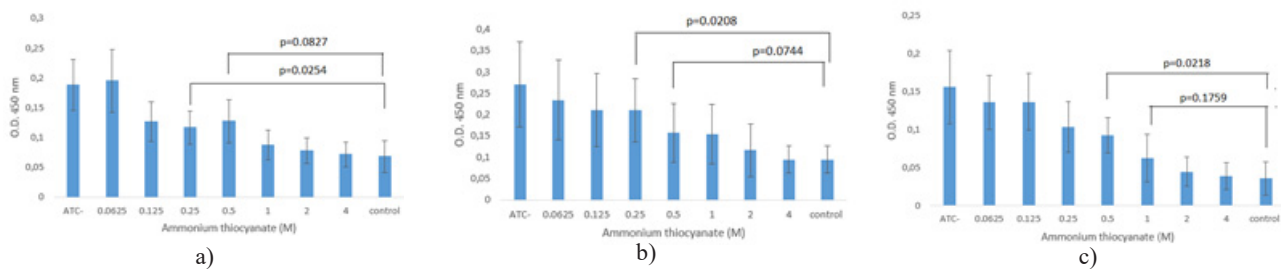 0,3
0,25
0,2
0,15
0,1
0,05
0
O.D. 450 nm
p=0.0827
p=0.0254
ATC- 0.0625 0.125 0.25 0.5 1 2 4 control
Ammonium thiocyanate (M)
a)
0,4
0,35
0,3
0,25
0,2
0,15
0,1
0,05
0
O.D. 450 nm
p=0.0208
p=0.0744
ATC- 0.0625 0.125 0.25 0.5 1 2 4 control
Ammonium thiocyanate (M)
b)
0,25
0,2
0,15
0,1
0,05
0
O.D. 450 nm
p=0.0218
p=0.1759
ATC- 0.0625 0.125 0.25 0.5 1 2 4 control
Ammonium thiocyanate (M)
c)